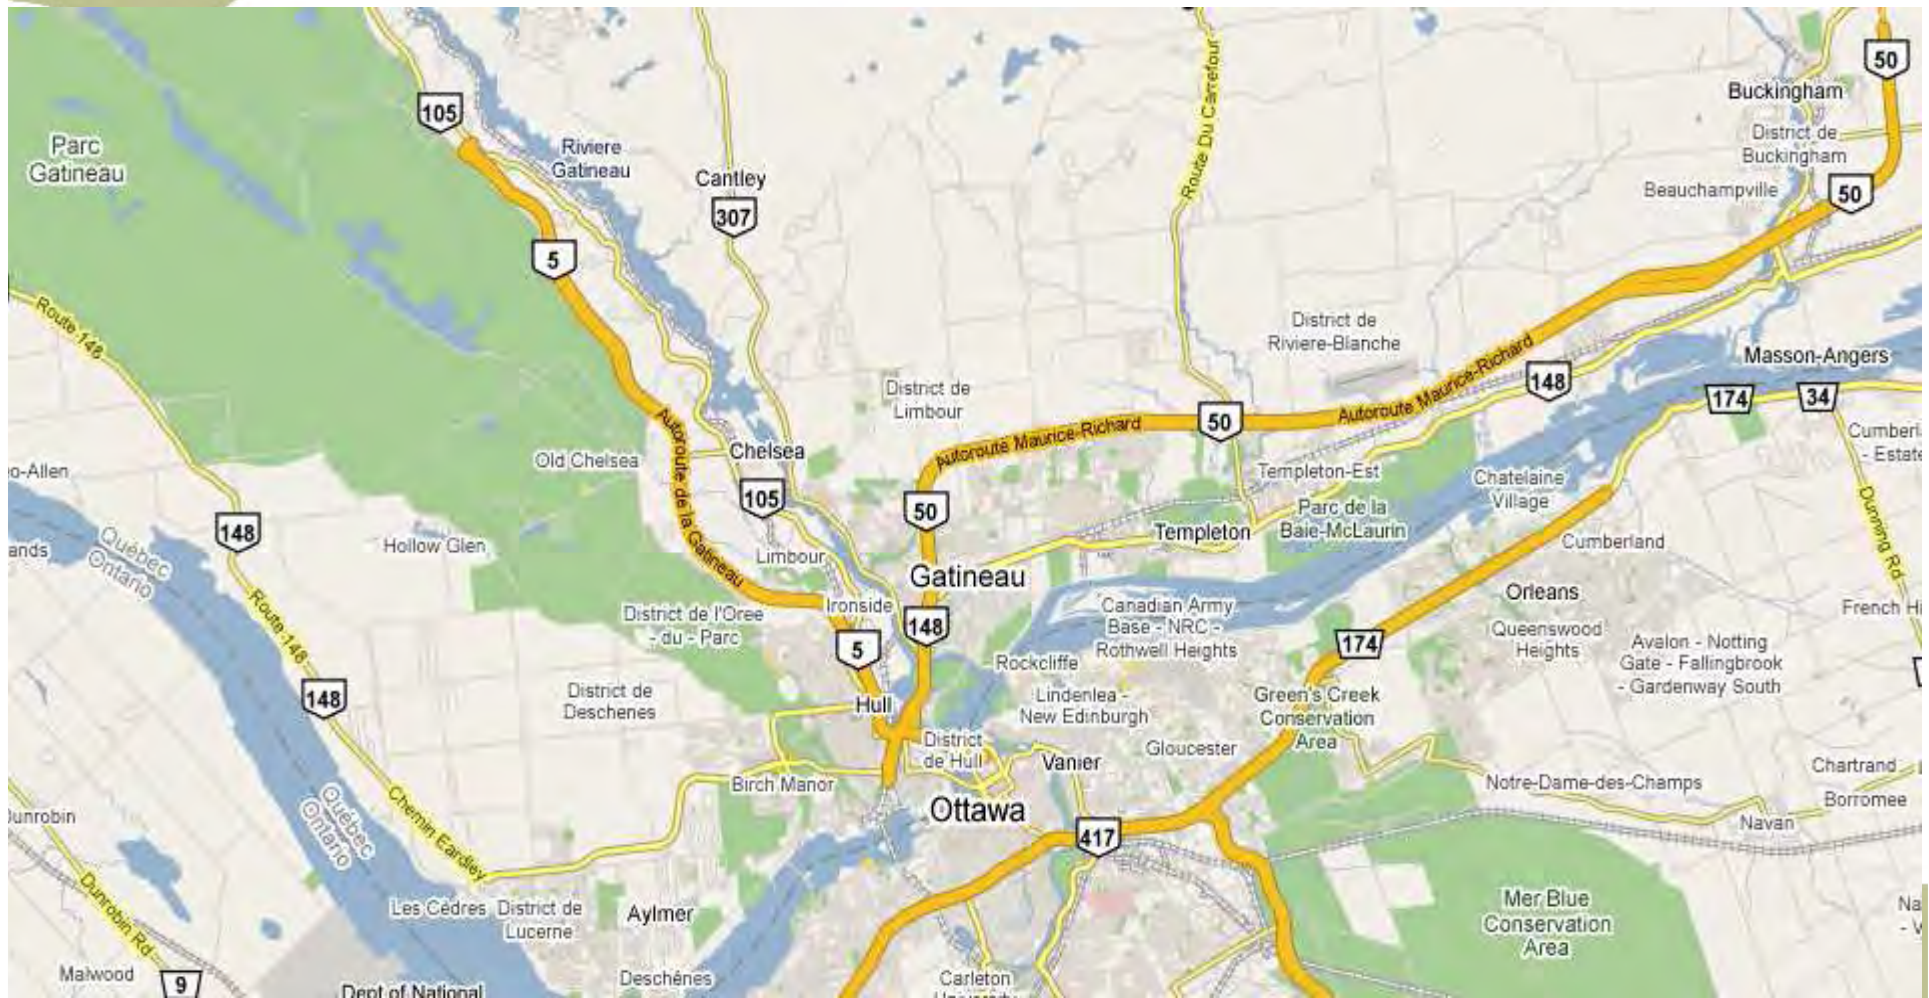 50
Buckingham
105
District de
Buckingham
Parc
Gatineau
Riviere
Gatineau
Route Du Carrefour
Cantley
Beauchampville
50
307
5
Route 148
District de
Riviere-Blanche
Autoroute Maurice-Richard
Masson-Angers
148
District de
Limbour
174
34
Autoroute Maurice-Richard
50
Autoroute de la Gatineau
Chelsea
Old Chelsea
Cumberl
- Estate
o-Allen
Templeton-Est
Chatelaine
Village
105
50
Parc de la
Baie-McLaurin
Dunning Rd
148
Québec
Ontario
ands
Hollow Glen
Limbour
Templeton
Cumberland
Gatineau
Orleans
Route-148
District de l'Oree
- du - Parc
Ironside
148
Canadian Army
Base - NRC -
Rothwell Heights
French Hi
5
174
Queenswood
Heights
Avalon - Notting
Gate - Fallingbrook
- Gardenway South
Rockcliffe
148
District de
Deschenes
Hull
Lindenlea -
New Edinburgh
Green's Creek
Conservation
Area
District
de Hull
Vanier
Gloucester
Birch Manor
Notre-Dame-des-Champs
Chartrand
Borromee
Québec
Ontario
Chemin Eardley
Dunrobin
Ottawa
417
Navan
Dunrobin Rd
Les Cèdres
District de
Lucerne
Aylmer
Mer Blue
Conservation
Area
Na
- V
Malwood
9
Dept of National
Deschênes
Carleton
University